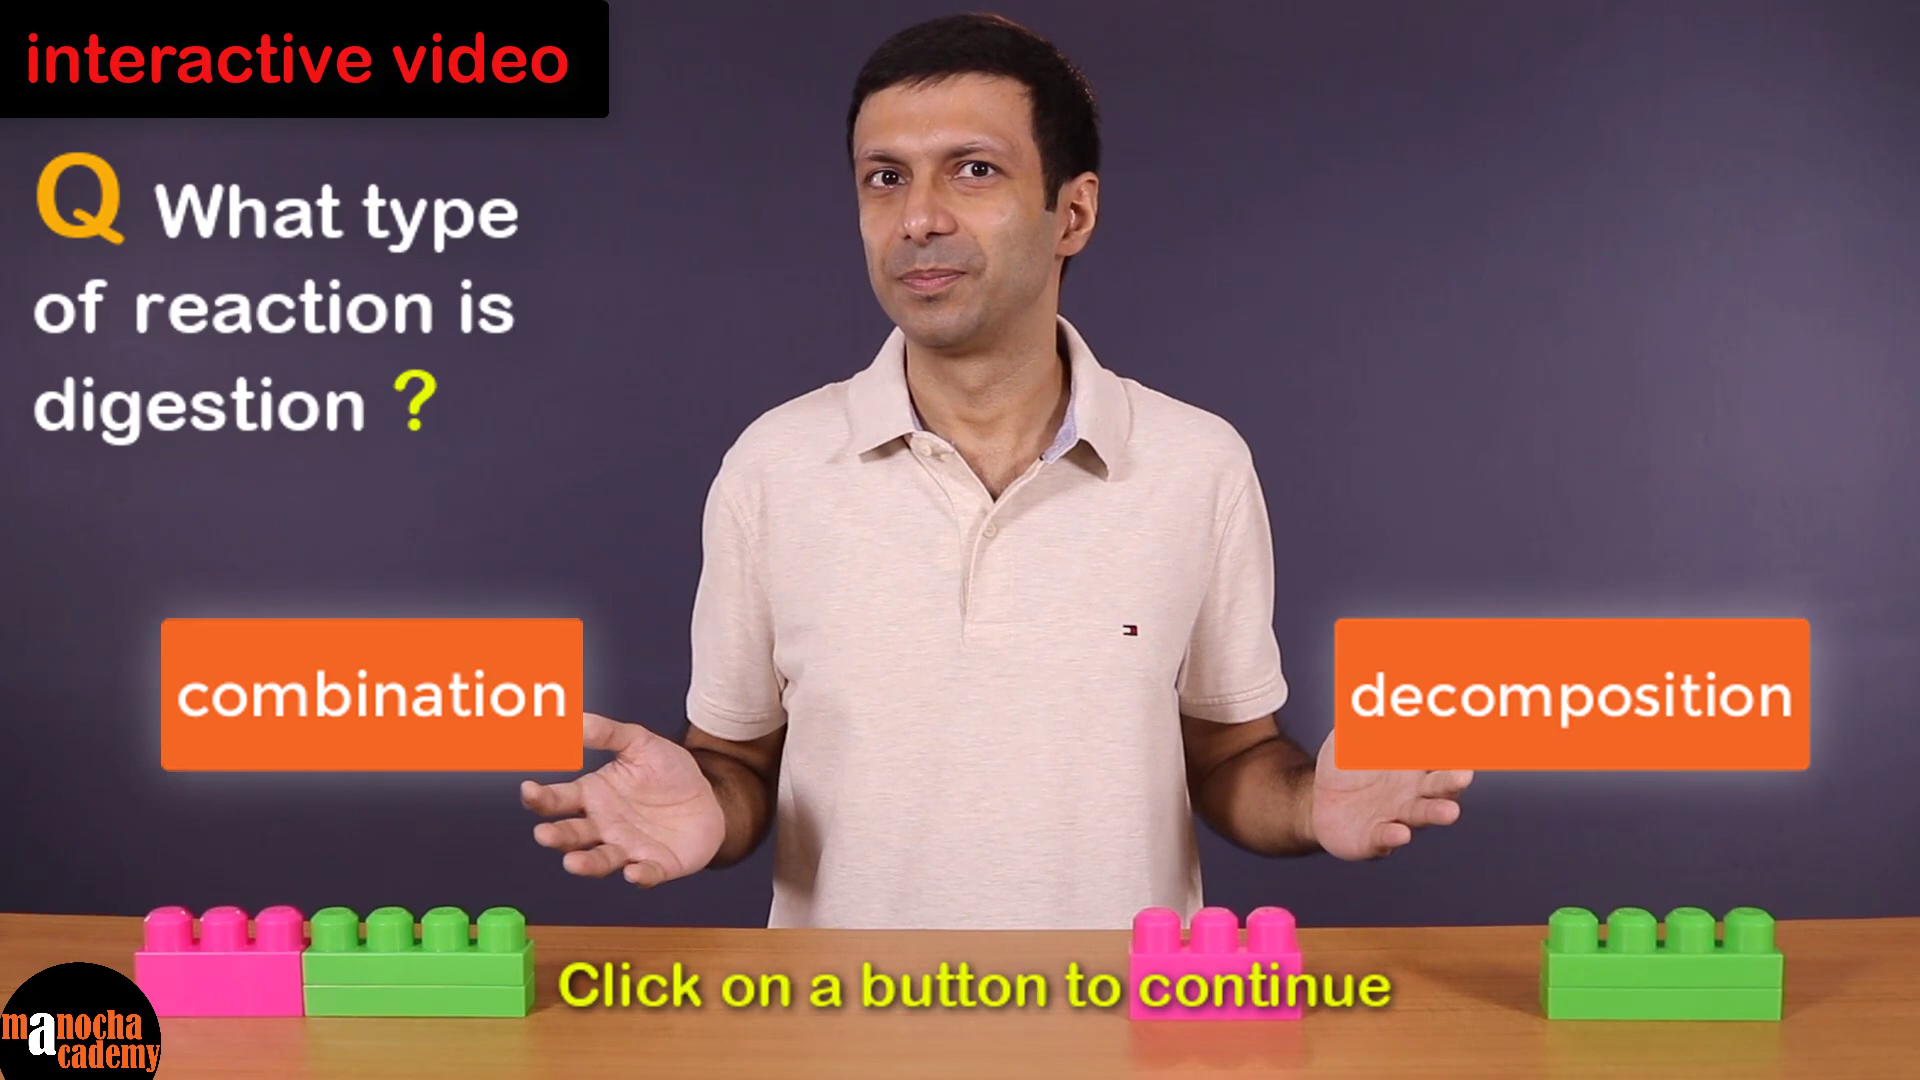 interactive video
Q What type
of reaction is
digestion ?
combination
decomposition
Click on a button to continue
manocha
academy